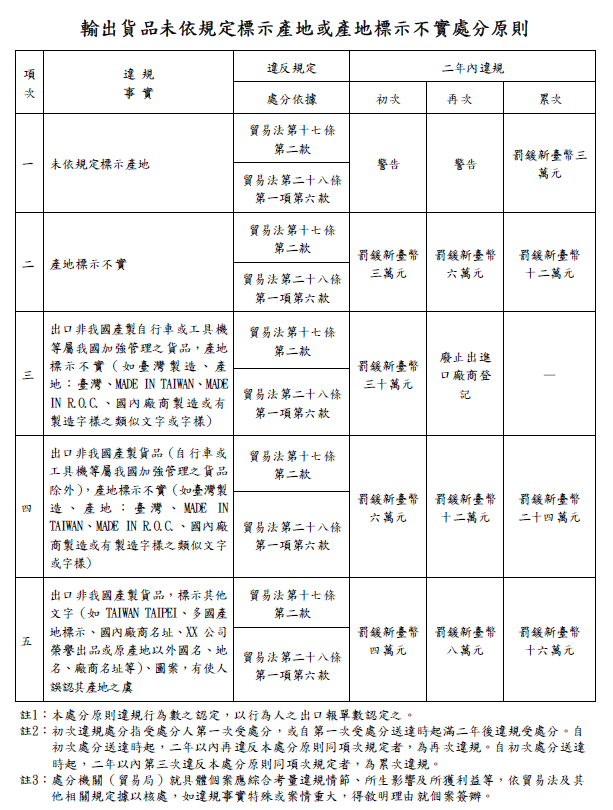 輸出貨品未依規定標示產地或產地標示不實處分原則
項次
違規事實
違反規定
二年內違規
處分依據
初次
再次
累次
一
未依規定標示產地
貿易法第十七條
第二款
貿易法第二十八條
第一項第六款
警告
警告
罰鍰新臺幣三
萬元
二
產地標示不實
貿易法第十七條
第二款
貿易法第二十八條
第一項第六款
罰鍰新臺幣
三萬元
罰鍰新臺幣
六萬元
罰鍰新臺幣
十二萬元
三
出口非我國產製自行車或工具機
等屬我國加強管理之貨品，產地
標示不實（如臺灣製造、產
地：臺灣、MADE IN TAIWAN、MADE
IN R.O.C.、國內廠商製造或有
製造字樣之類似文字或字樣）
貿易法第十七條
第二款
貿易法第二十八條
第一項第六款
罰鍰新臺幣
三十萬元
廢止出進
口廠商登
記
—
四
出口非我國產製貨品（自行車或
工具機等屬我國加強管理之貨品
除外），產地標示不實（如臺灣製
造、產地：臺灣、MADE IN
TAIWAN、MADE IN R.O.C.、國內廠
商製造或有製造字樣之類似文字
或字樣）
貿易法第十七條
第二款
貿易法第二十八條
第一項第六款
罰鍰新臺幣
六萬元
罰鍰新臺幣
十二萬元
罰鍰新臺幣
二十四萬元
五
出口非我國產製貨品，標示其他
文字（如 TAIWAN TAIPEI、多國產
地標示、國內廠商名址、XX 公司
榮譽出品或原產地以外國名、地
名、廠商名址等）、圖案，有使人
誤認其產地之虞
貿易法第十七條
第二款
貿易法第二十八條
第一項第六款
罰鍰新臺幣
四萬元
罰鍰新臺幣
八萬元
罰鍰新臺幣
十六萬元
註1：本處分原則違規行為數之認定，以行為人之出口報單數認定之。
註2：初次違規處分指受處分人第一次受處分，或自第一次受處分送達時起滿二年後違規受處分。自
初次處分送達時起，二年以內再違反本處分原則同項次規定者，為再次違規。自初次處分送達
時起，二年以內第三次違反本處分原則同項次規定者，為累次違規。
註3：處分機關（貿易局）就具體個案應綜合考量違規情節、所生影響及所獲利益等，依貿易法及其
他相關規定據以核處，如違規事實特殊或案情重大，得敘明理由就個案簽辦。